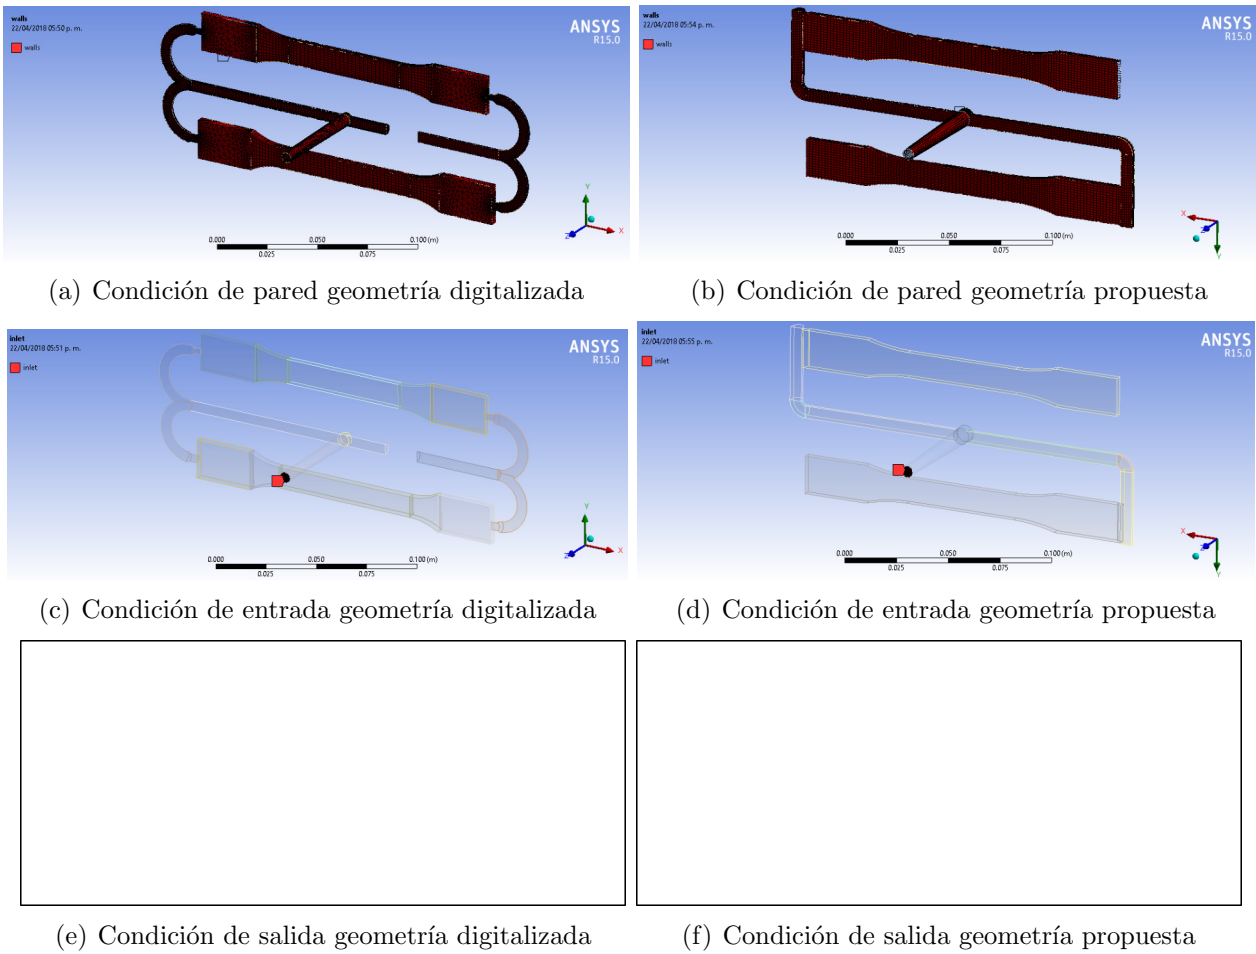 walls
22/04/2018 05:50 p. m.
walls
ANSYS
R15.0
Y
X
Z
0.000
0.050
0.100 (m)
0.025
0.075
(a) Condición de pared geometría digitalizada
walls
22/04/2018 05:54 p. m.
walls
ANSYS
R15.0
X
Z
Y
0.000
0.050
0.100 (m)
0.025
0.075
(b) Condición de pared geometría propuesta
inlet
22/04/2018 05:51 p. m.
inlet
ANSYS
R15.0
Y
X
Z
0.000
0.050
0.100 (m)
0.025
0.075
(c) Condición de entrada geometría digitalizada
inlet
22/04/2018 05:55 p. m.
inlet
ANSYS
R15.0
X
Z
Y
0.000
0.050
0.100 (m)
0.025
0.075
(d) Condición de entrada geometría propuesta
(e) Condición de salida geometría digitalizada
(f) Condición de salida geometría propuesta